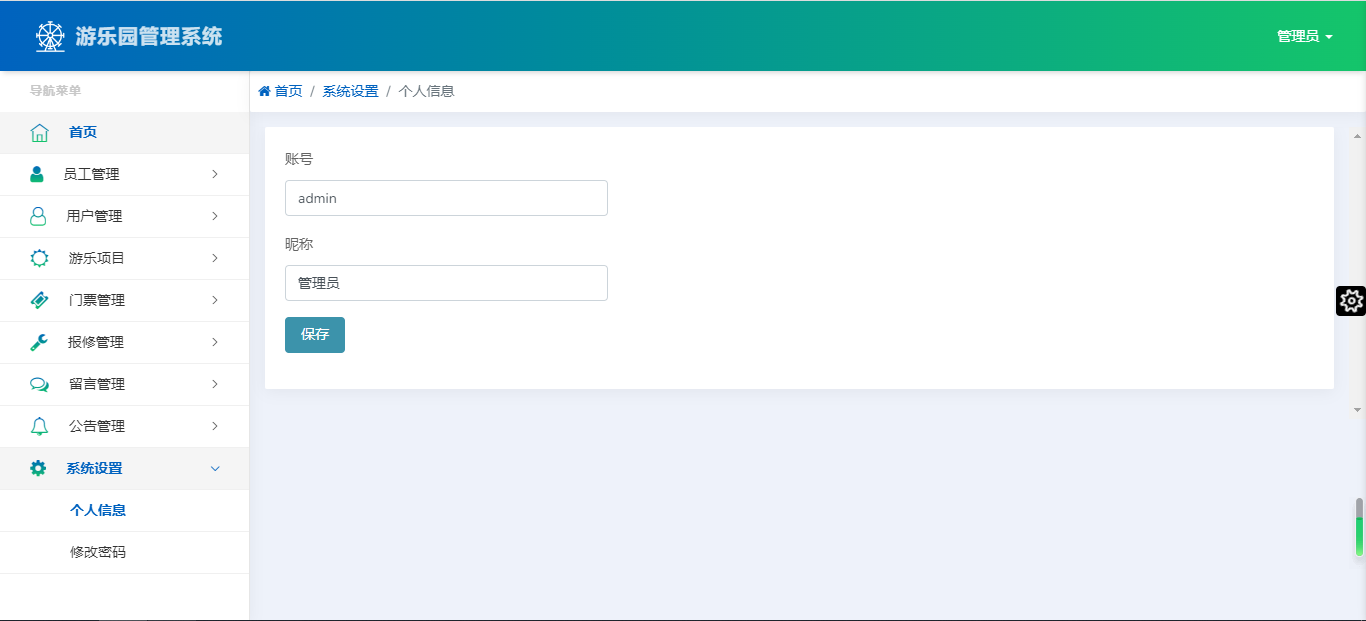 游乐园管理系统
管理员
导航菜单
首页 / 系统设置 / 个人信息
首页
员工管理
用户管理
游乐项目
门票管理
报修管理
留言管理
公告管理
系统设置
个人信息
修改密码
账号
admin
昵称
管理员
保存